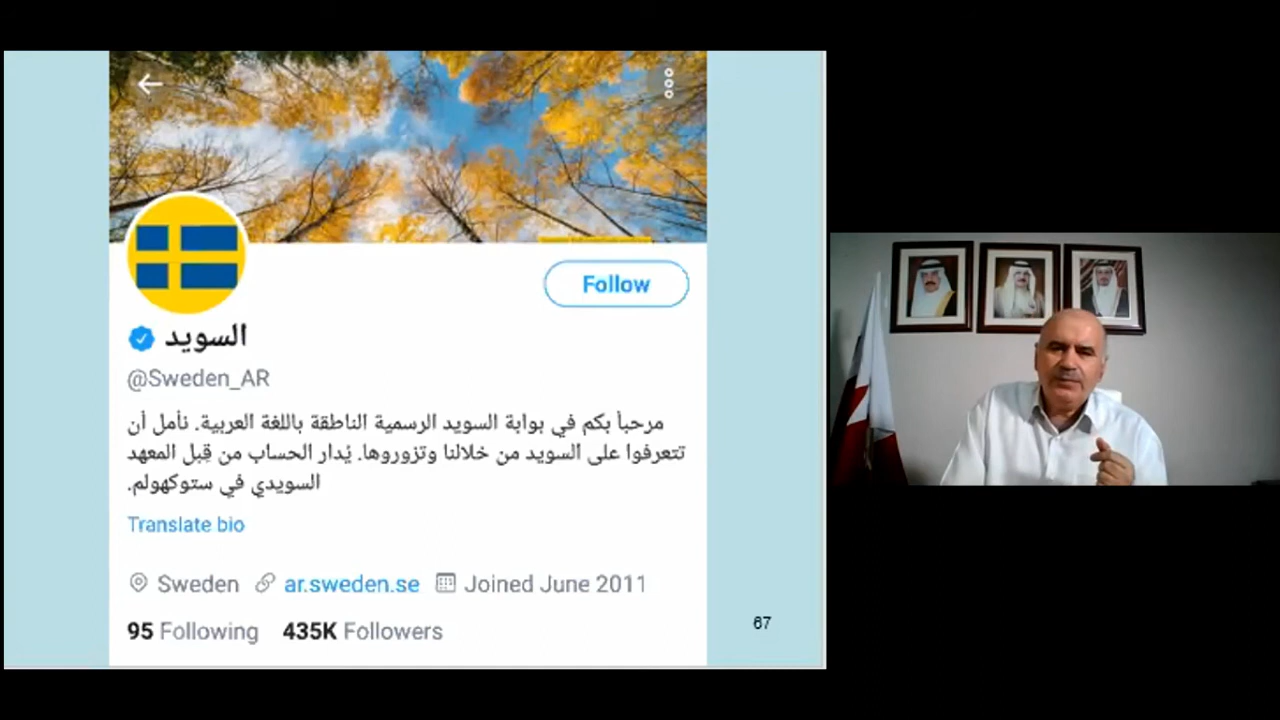 Follow
السويد
@Sweden_AR
مرحباً بكم في بوابة السويد الرسمية الناطقة باللغة العربية. نأمل أن
تتعرفوا على السويد من خلالنا وتزوروها. يُدار الحساب من قِبل المعهد
السويدي في ستوكهولم.
Translate bio
Sweden ar.sweden.se Joined June 2011
95 Following 435K Followers
67